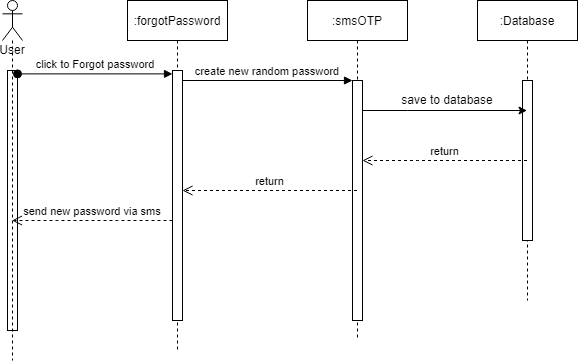 :forgotPassword
:smsOTP
:Database
User
click to Forgot password
create new random password
save to database
return
return
send new password via sms